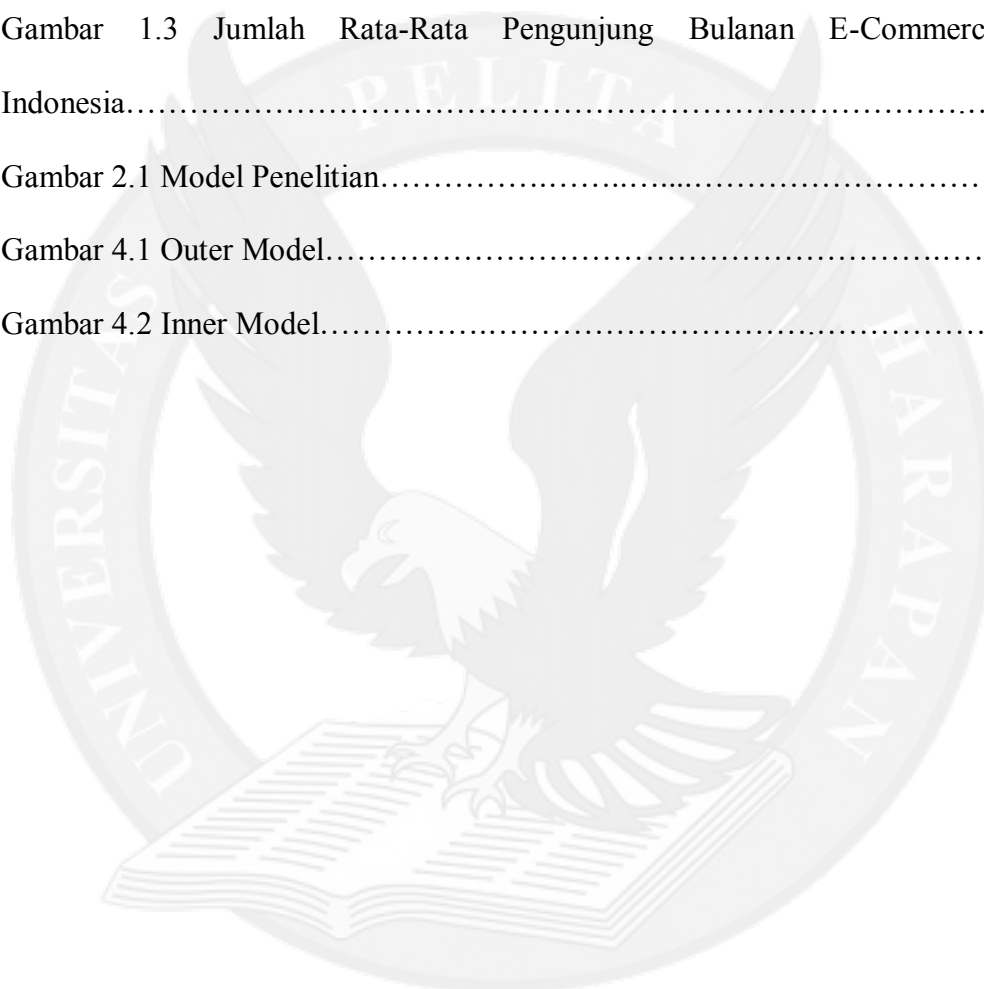 Gambar 1.3 Jumlah Rata-Rata Pengunjung Bulanan E-Commerc
Indonesia……………………………………………………………………….…
Gambar 2.1 Model Penelitian…………….……..…....………………………
Gambar 4.1 Outer Model………………………………………………….……
Gambar 4.2 Inner Model…………….………………………….………………
UNIVERSITAS PELITA HARAPAN